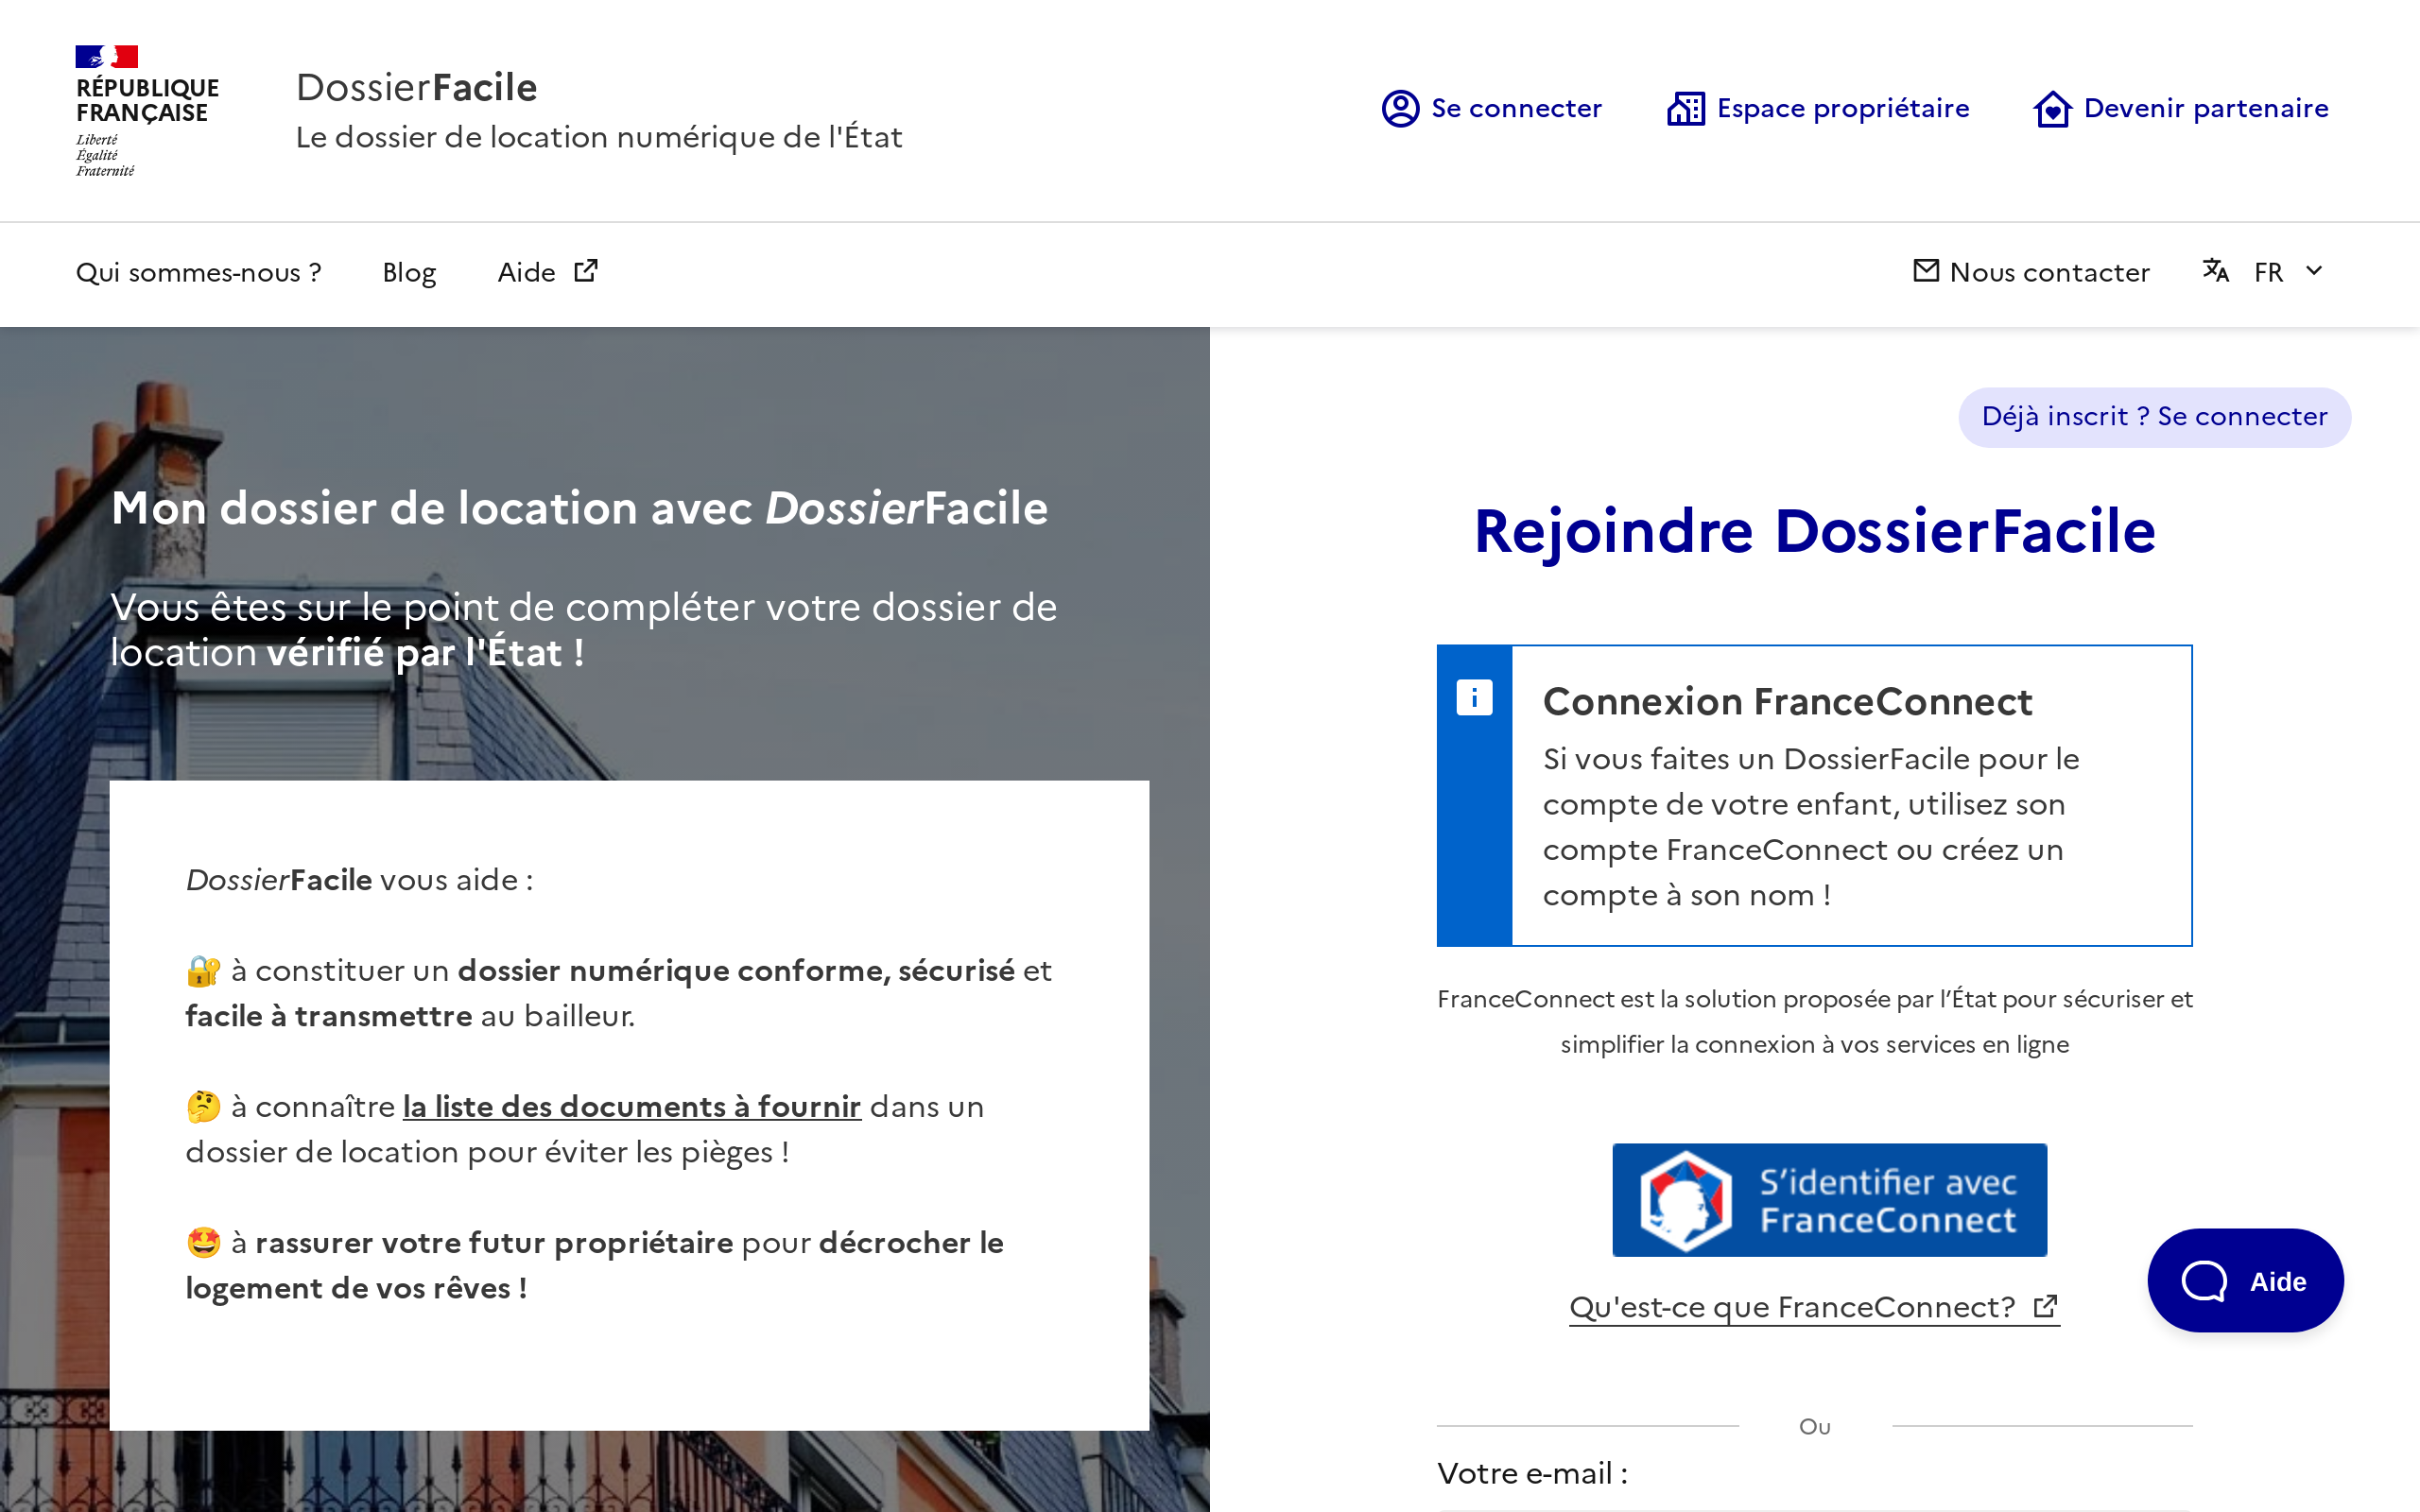 RÉPUBLIQUE
FRANÇAISE
Liberté
Égalité
Fraternité
DossierFacile
Le dossier de location numérique de l'État
Se connecter
Espace propriétaire
Devenir partenaire
Qui sommes-nous ?
Blog
Aide
Nous contacter
FR
Mon dossier de location avec DossierFacile
Vous êtes sur le point de compléter votre dossier de
location vérifié par l'État !
DossierFacile vous aide :
🔐 à constituer un dossier numérique conforme, sécurisé et
facile à transmettre au bailleur.
🤔 à connaître la liste des documents à fournir dans un
dossier de location pour éviter les pièges !
🤩 à rassurer votre futur propriétaire pour décrocher le
logement de vos rêves !
Déjà inscrit ? Se connecter
Rejoindre DossierFacile
Connexion FranceConnect
Si vous faites un DossierFacile pour le
compte de votre enfant, utilisez son
compte FranceConnect ou créez un
compte à son nom !
FranceConnect est la solution proposée par l’État pour sécuriser et
simplifier la connexion à vos services en ligne
S’identifier avec
FranceConnect
Qu'est-ce que FranceConnect?
Aide
Ou
Votre e-mail :